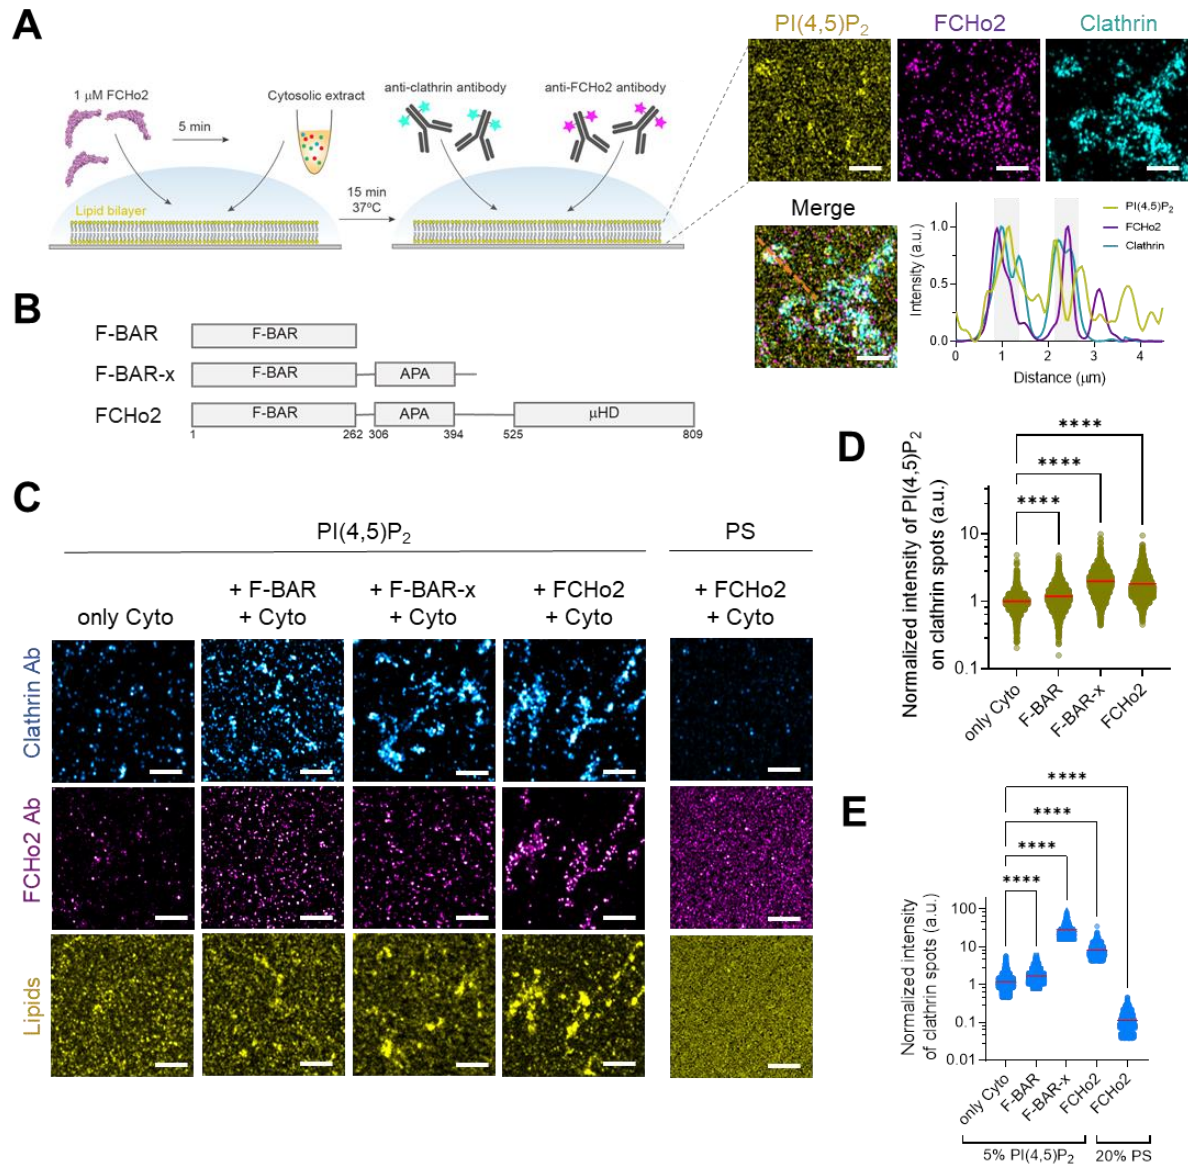 A
1 μM FCHo2
5 min
Cytosolic extract
Lipid bilayer
15 min
37ºC
anti-clathrin antibody
anti-FCHo2 antibody
PI(4,5)P2
FCHo2
Clathrin
Merge
Intensity (a.u.)
1.0
0.5
0.0
0 1 2 3 4
Distance (μm)
PI(4,5)P2
FCHo2
Clathrin
B
F-BAR
F-BAR
F-BAR-x
F-BAR
APA
FCHo2
F-BAR
APA
μHD
1 262 306 394 525 809
C
PI(4,5)P2
PS
only Cyto
+ F-BAR
+ Cyto
+ F-BAR-x
+ Cyto
+ FCHo2
+ Cyto
+ FCHo2
+ Cyto
Clathrin Ab
FCHo2 Ab
Lipids
D
Normalized intensity of PI(4,5)P2
on clathrin spots (a.u.)
****
****
****
10
1
0.1
only Cyto
F-BAR
F-BAR-x
FCHo2
E
Normalized intensity
of clathrin spots (a.u.)
****
****
****
****
100
10
1
0.1
0.01
only Cyto
F-BAR
F-BAR-x
FCHo2
FCHo2
5% PI(4,5)P2
20% PS